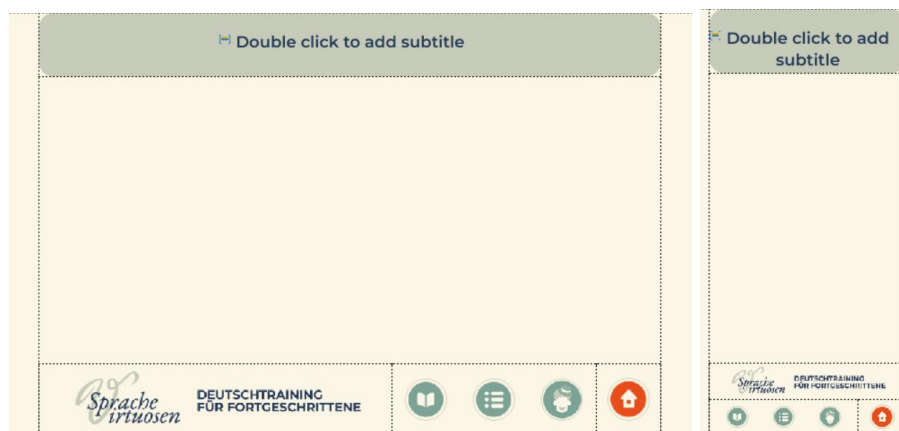 Double click to add subtitle
Sprache
Virtuosen
DEUTSCHTRAINING
FÜR FORTGESCHRITTENE
Double click to add
subtitle
Sprache
Virtuosen
DEUTSCHTRAINING
FÜR FORTGESCHRITTENE